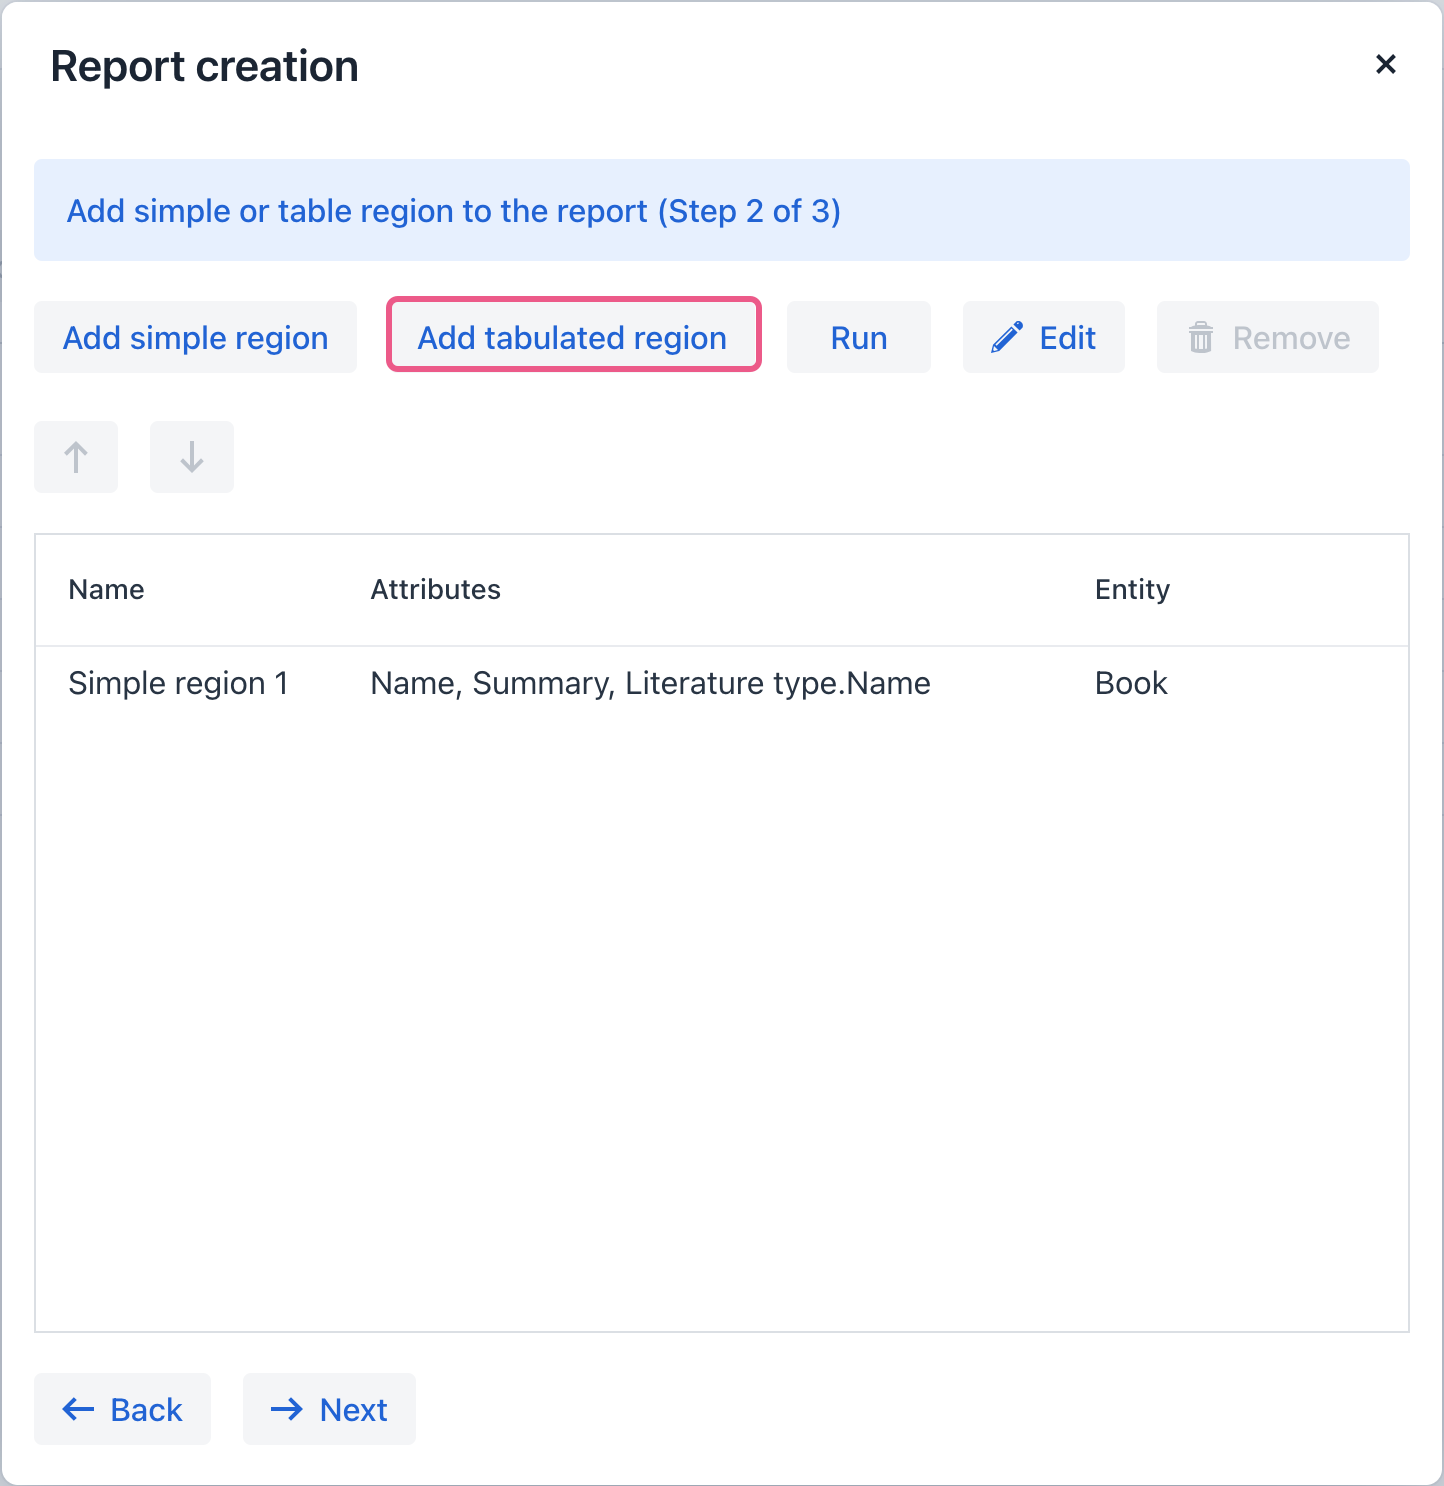 Report creation
Add simple or table region to the report (Step 2 of 3)
Add simple region Add tabulated region Run Edit Remove
Name Attributes Entity
Simple region 1 Name, Summary, Literature type.Name Book
Back Next